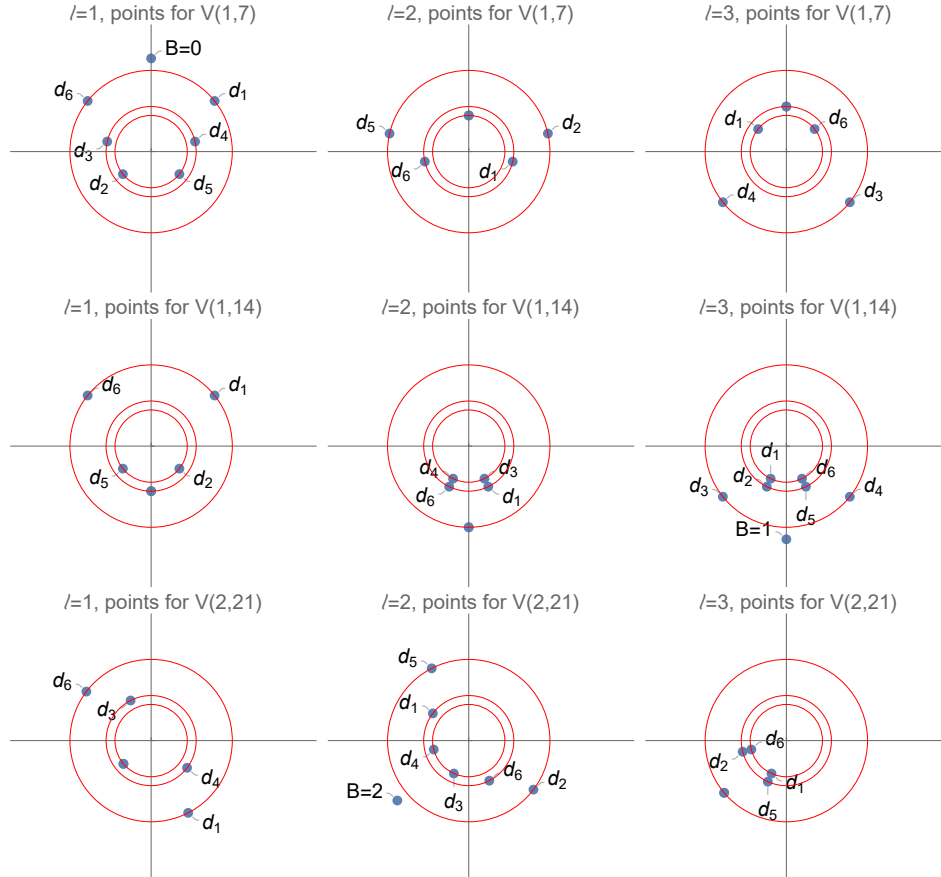 ℓ=1, points for V(1,7)
B=0
d₆
d₁
d₄
d₃
d₂
d₅
ℓ=2, points for V(1,7)
d₅
d₂
d₆
d₁
ℓ=3, points for V(1,7)
d₁
d₆
d₄
d₃
ℓ=1, points for V(1,14)
d₆
d₁
d₅
d₂
ℓ=2, points for V(1,14)
d₄
d₃
d₆
d₁
ℓ=3, points for V(1,14)
d₁
d₆
d₂
d₃
d₄
d₅
B=1
ℓ=1, points for V(2,21)
d₆
d₃
d₄
d₁
ℓ=2, points for V(2,21)
d₅
d₁
d₄
d₆
d₃
d₂
B=2
ℓ=3, points for V(2,21)
d₆
d₂
d₁
d₅